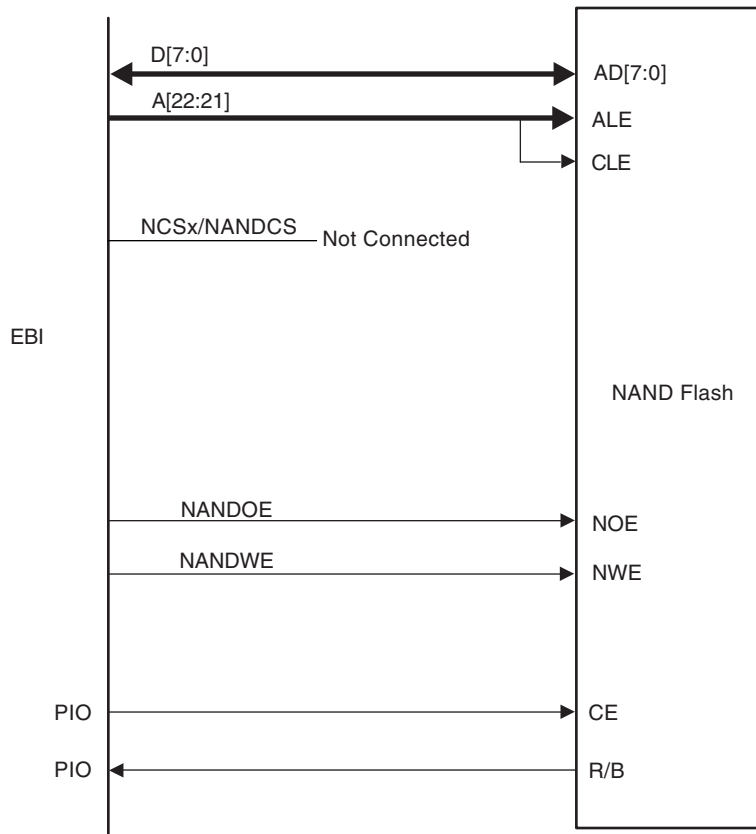 D[7:0]
AD[7:0]
A[22:21]
ALE
CLE
NCSx/NANDCS
Not Connected
EBI
NAND Flash
NANDOE
NOE
NANDWE
NWE
PIO
CE
PIO
R/B